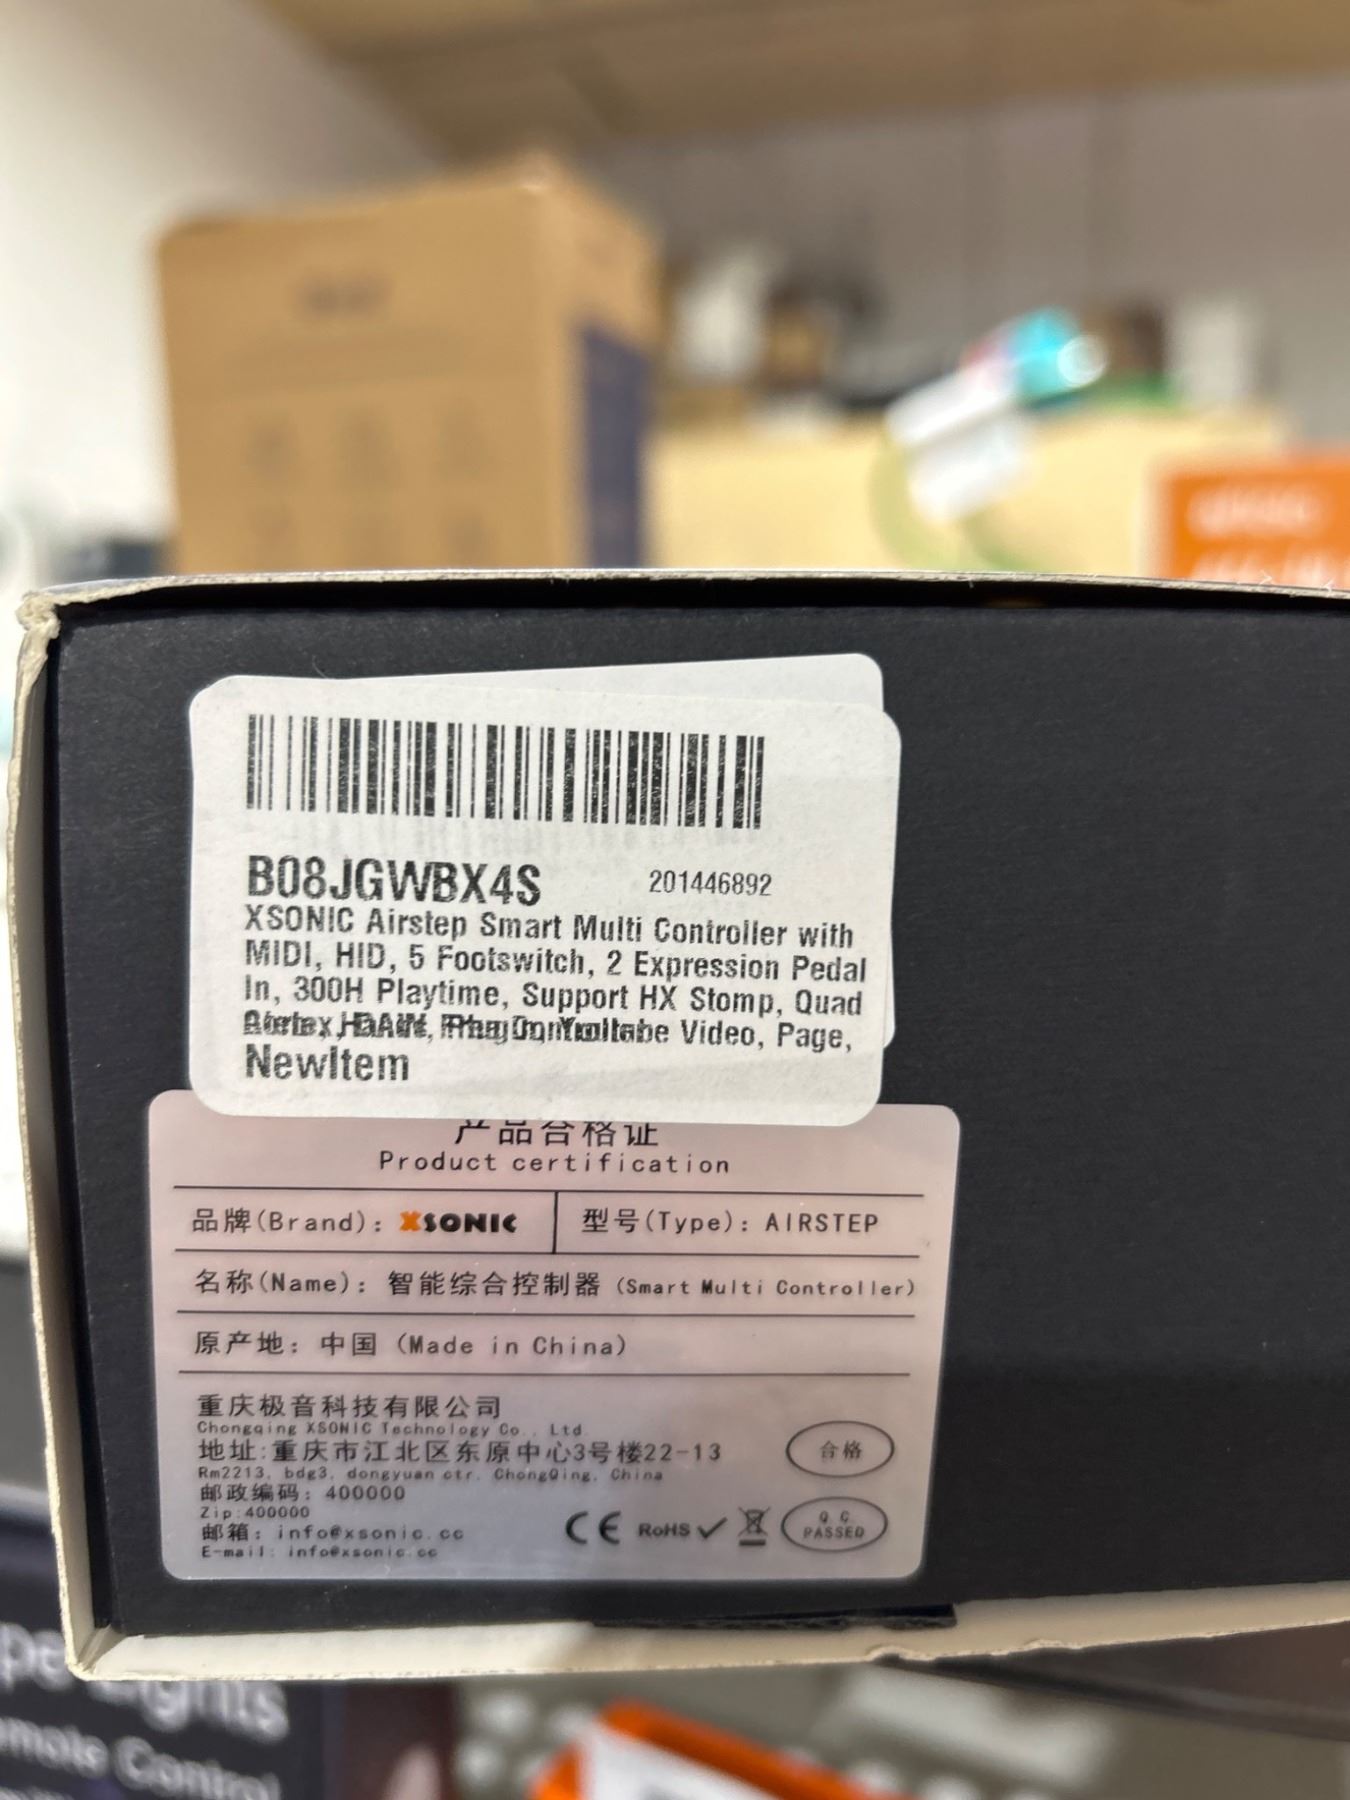 B08JGWBX4S 201446892
XSONIC Airstep Smart Multi Controller with
MIDI, HID, 5 Footswitch, 2 Expression Pedal
In, 300H Playtime, Support HX Stomp, Quad
Video, Page,
NewItem
产品合格证
Product certification
品牌(Brand): XSONIC 型号(Type): AIRSTEP
名称(Name): 智能综合控制器 (Smart Multi Controller)
原产地: 中国 (Made in China)
重庆极音科技有限公司
Chongqing XSONIC Technology Co., Ltd.
地址:重庆市江北区东原中心3号楼22-13
合格
Rm2213, bdg3, dongyuan ctr. ChongQing, China
邮政编码: 400000
Zip:400000
邮箱: info@xsonic.cc
E-mail: info@xsonic.cc
CE RoHS
Q C
PASSED
Lights
Control